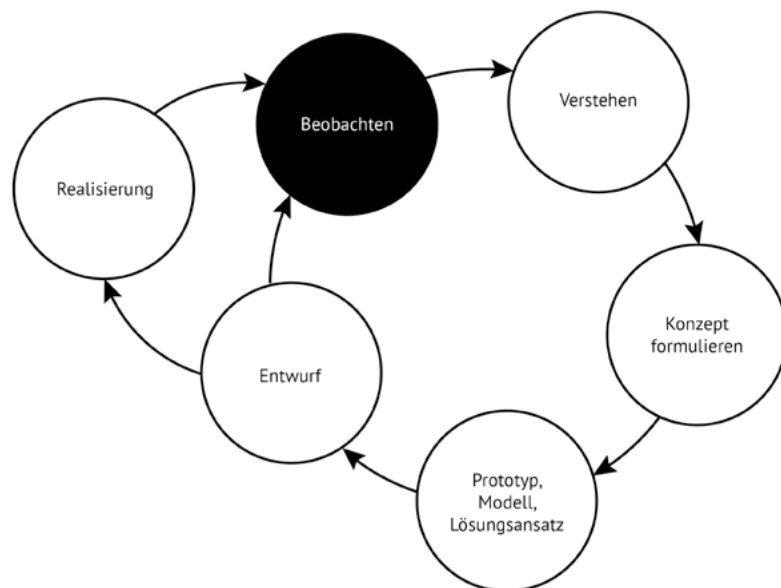 Beobachten
Verstehen
Realisierung
Konzept
formulieren
Entwurf
Prototyp,
Modell,
Lösungsansatz